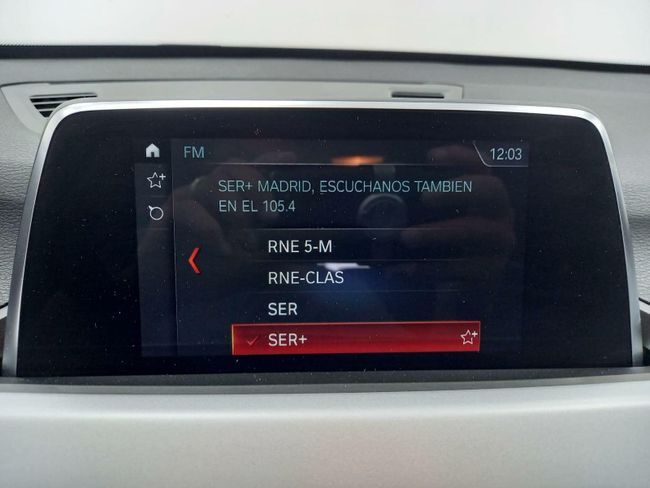 FM
12:03
SER+ MADRID, ESCUCHANOS TAMBIEN
EN EL 105.4
RNE 5-M
RNE-CLAS
SER
SER+